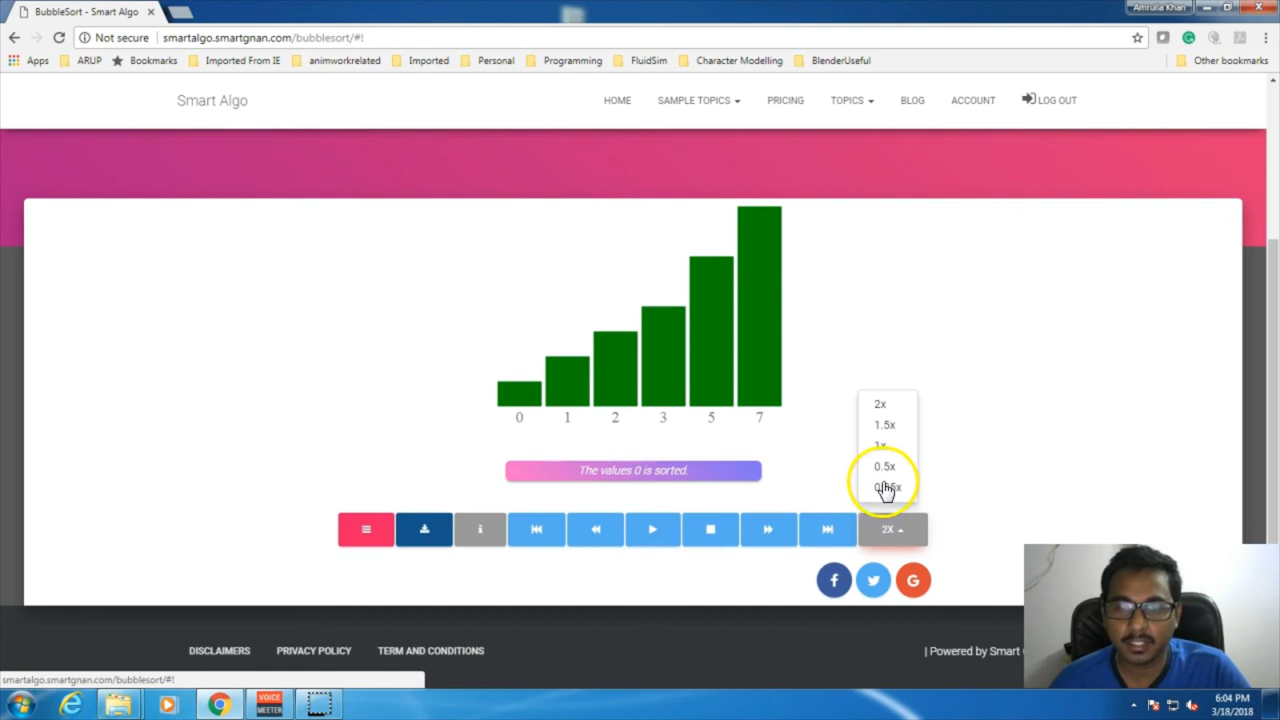 BubbleSort - Smart Algo
Amrulla Khan
Not secure smartalgo.smartgnan.com/bubblesort/#!
Apps ARUP Bookmarks Imported From IE animworkrelated Imported Personal Programming FluidSim Character Modelling BlenderUseful Other bookmarks
Smart Algo HOME SAMPLE TOPICS PRICING TOPICS BLOG ACCOUNT LOG OUT
0 1 2 3 5 7
2x
1.5x
1x
0.5x
The values 0 is sorted.
2X
DISCLAIMERS PRIVACY POLICY TERM AND CONDITIONS | Powered by Smart
smartalgo.smartgnan.com/bubblesort/#!
VOICE
MEETER
6:04 PM
3/18/2018